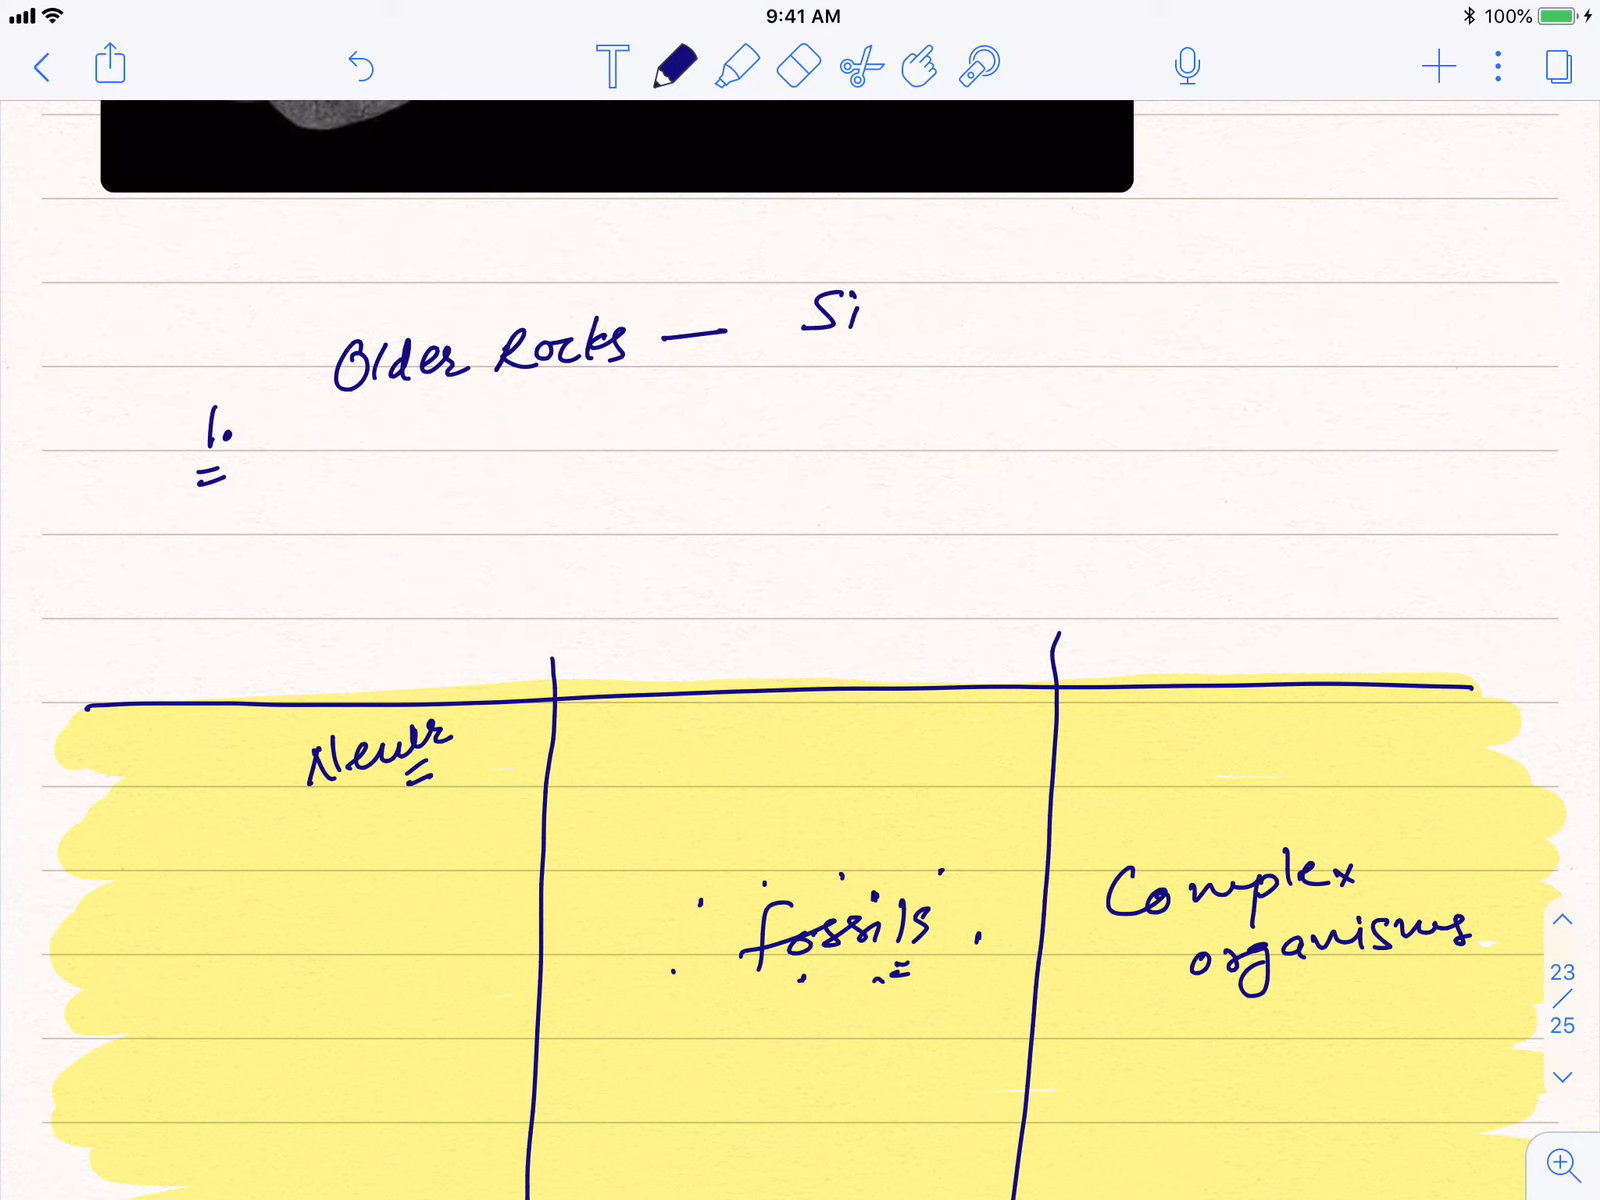 9:41 AM
100%
T
Older Rocks — Si
1.
Newer
fossils
Complex
organisms
23
/
25